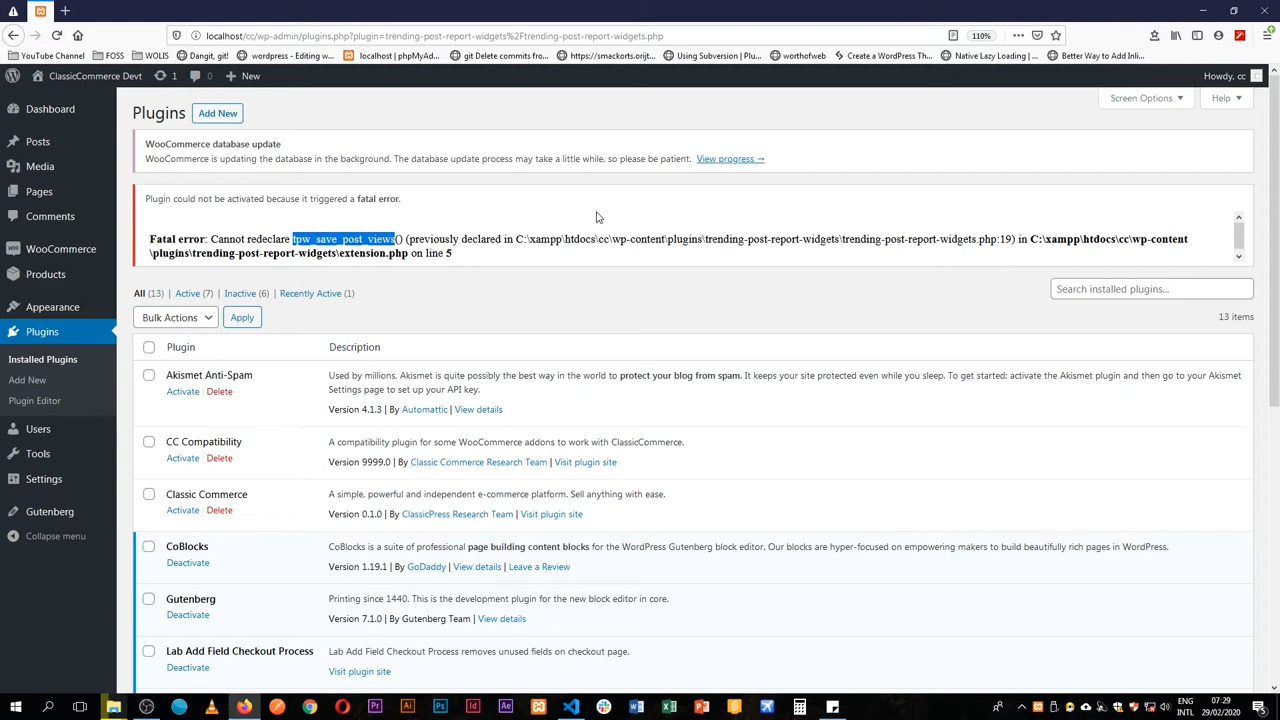 localhost/cc/wp-admin/plugins.php?plugin=trending-post-report-widgets%2Ftrending-post-report-widgets.php
110%
YouTube Channel FOSS WOLIS Dangit, git! wordpress - Editing w... localhost | phpMyAd... git Delete commits fro... https://smackorts.orijt... Using Subversion | Plu... worthofweb Create a WordPress Th... Native Lazy Loading |... Better Way to Add Inli...
ClassicCommerce Devt 1 0 New Howdy, cc
Screen Options Help
Plugins Add New
Dashboard
Posts
Media
Pages
Comments
WooCommerce
Products
Appearance
Plugins
Installed Plugins
Add New
Plugin Editor
Users
Tools
Settings
Gutenberg
Collapse menu
WooCommerce database update
WooCommerce is updating the database in the background. The database update process may take a little while, so please be patient. View progress →
Plugin could not be activated because it triggered a fatal error.
Fatal error: Cannot redeclare tpw_save_post_views() (previously declared in C:\xampp\htdocs\cc\wp-content\plugins\trending-post-report-widgets\trending-post-report-widgets.php:19) in C:\xampp\htdocs\cc\wp-content
\plugins\trending-post-report-widgets\extension.php on line 5
All (13) | Active (7) | Inactive (6) | Recently Active (1)
Search installed plugins...
Bulk Actions Apply
13 items
Plugin Description
Akismet Anti-Spam
Activate | Delete
Used by millions, Akismet is quite possibly the best way in the world to protect your blog from spam. It keeps your site protected even while you sleep. To get started: activate the Akismet plugin and then go to your Akismet
Settings page to set up your API key.
Version 4.1.3 | By Automattic | View details
CC Compatibility
Activate | Delete
A compatibility plugin for some WooCommerce addons to work with ClassicCommerce.
Version 9999.0 | By Classic Commerce Research Team | Visit plugin site
Classic Commerce
Activate | Delete
A simple, powerful and independent e-commerce platform. Sell anything with ease.
Version 0.1.0 | By ClassicPress Research Team | Visit plugin site
CoBlocks
Deactivate
CoBlocks is a suite of professional page building content blocks for the WordPress Gutenberg block editor. Our blocks are hyper-focused on empowering makers to build beautifully rich pages in WordPress.
Version 1.19.1 | By GoDaddy | View details | Leave a Review
Gutenberg
Deactivate
Printing since 1440. This is the development plugin for the new block editor in core.
Version 7.1.0 | By Gutenberg Team | View details
Lab Add Field Checkout Process
Deactivate
Lab Add Field Checkout Process removes unused fields on checkout page.
Visit plugin site
Pr Ai Ps Id Ae
ENG
INTL
07:29
29/02/2020